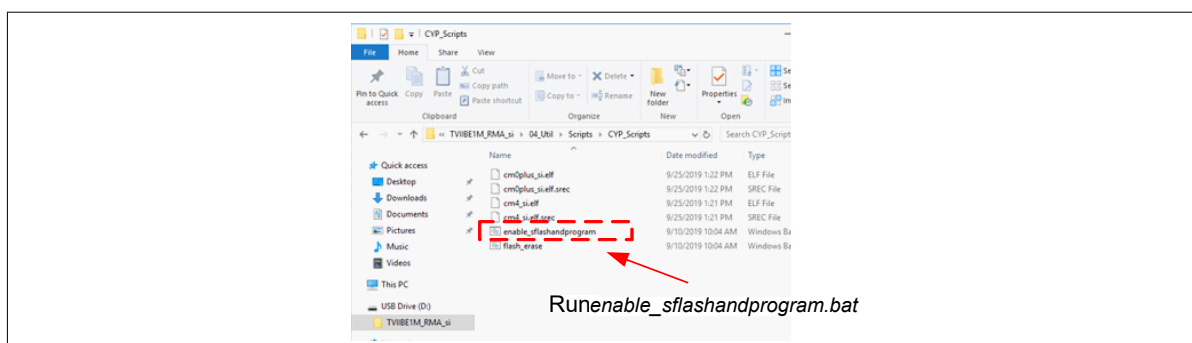 CYP_Scripts
File Home Share View
Pin to Quick access
Copy
Paste
Cut
Copy path
Paste shortcut
Clipboard
Move to
Copy to
Delete
Rename
Organize
New folder
New
Properties
Open
Se
Se
In
« TVIIBE1M_RMA_si › 04_Util › Scripts › CYP_Scripts
Search CYP_Script
Name Date modified Type
Quick access
Desktop
Downloads
Documents
Pictures
Music
Videos
This PC
USB Drive (D:)
TVIIBE1M_RMA_si
cm0plus_si.elf 9/25/2019 1:22 PM ELF File
cm0plus_si.elf.srec 9/25/2019 1:22 PM SREC File
cm4_si.elf 9/25/2019 1:21 PM ELF File
cm4_si.elf.srec 9/25/2019 1:21 PM SREC File
enable_sflashandprogram 9/10/2019 10:04 AM Windows Ba
flash_erase 9/10/2019 10:04 AM Windows Ba
Runenable_sflashandprogram.bat